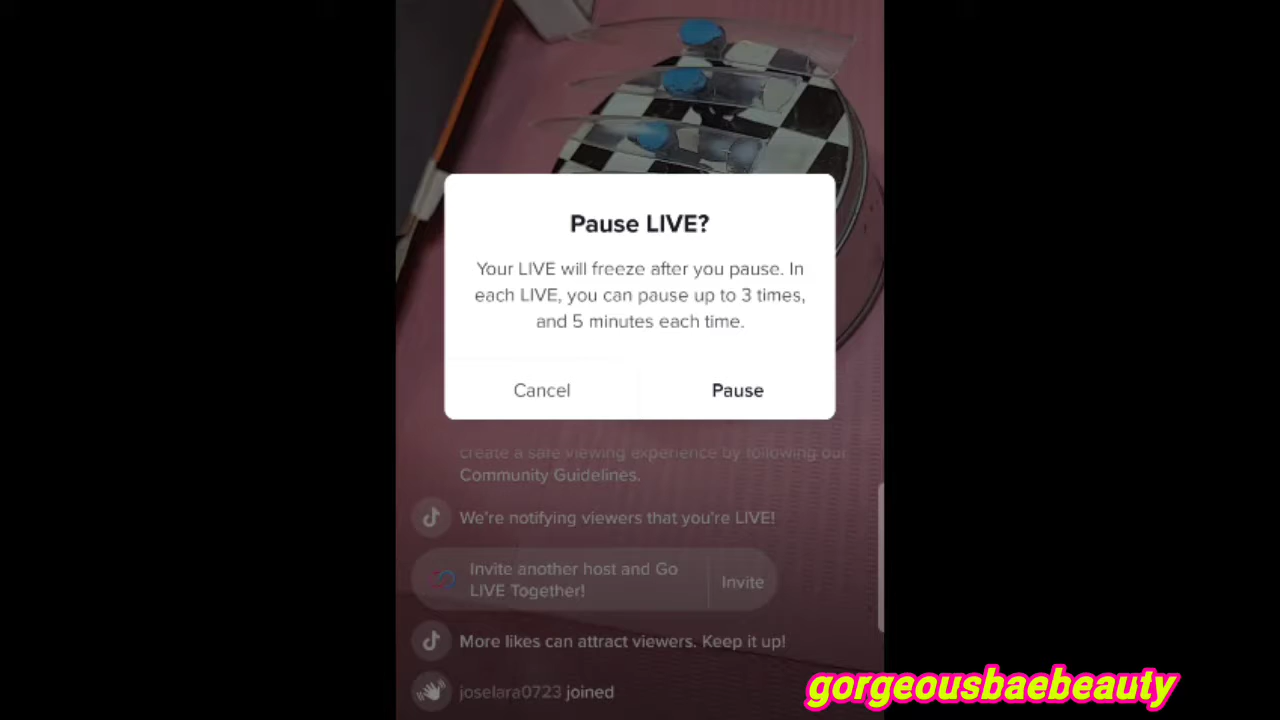 Pause LIVE?
Your LIVE will freeze after you pause. In
each LIVE, you can pause up to 3 times,
and 5 minutes each time.
Cancel
Pause
create a safe viewing experience by following our
Community Guidelines.
We're notifying viewers that you're LIVE!
Invite another host and Go
LIVE Together!
Invite
More likes can attract viewers. Keep it up!
joselara0723 joined
gorgeousbaebeauty